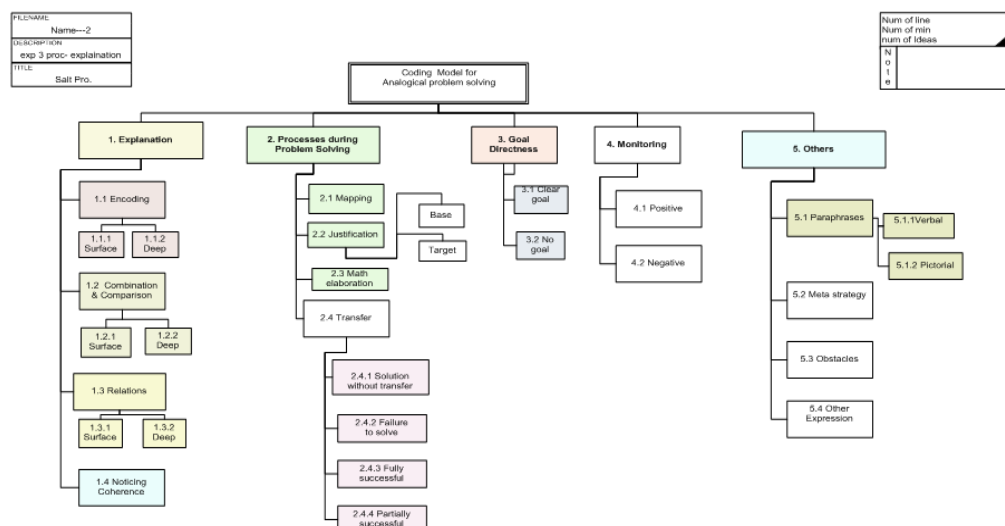 FILENAME
Name---2
DESCRIPTION
exp 3 proc- explaination
TITLE
Salt Pro.
Num of line
Num of min
num of Ideas
N
o
t
e
Coding Model for
Analogical problem solving
1. Explanation
1.1 Encoding
1.1.1
Surface
1.1.2
Deep
1.2 Combination
& Comparison
1.2.1
Surface
1.2.2
Deep
1.3 Relations
1.3.1
Surface
1.3.2
Deep
1.4 Noticing
Coherence
2. Processes during
Problem Solving
2.1 Mapping
2.2 Justification
Base
Target
2.3 Math
elaboration
2.4 Transfer
2.4.1 Solution
without transfer
2.4.2 Failure
to solve
2.4.3 Fully
successful
2.4.4 Partially
successful
3. Goal
Directness
3.1 Clear
goal
3.2 No
goal
4. Monitoring
4.1 Positive
4.2 Negative
5. Others
5.1 Paraphrases
5.1.1Verbal
5.1.2 Pictorial
5.2 Meta strategy
5.3 Obstacles
5.4 Other
Expression